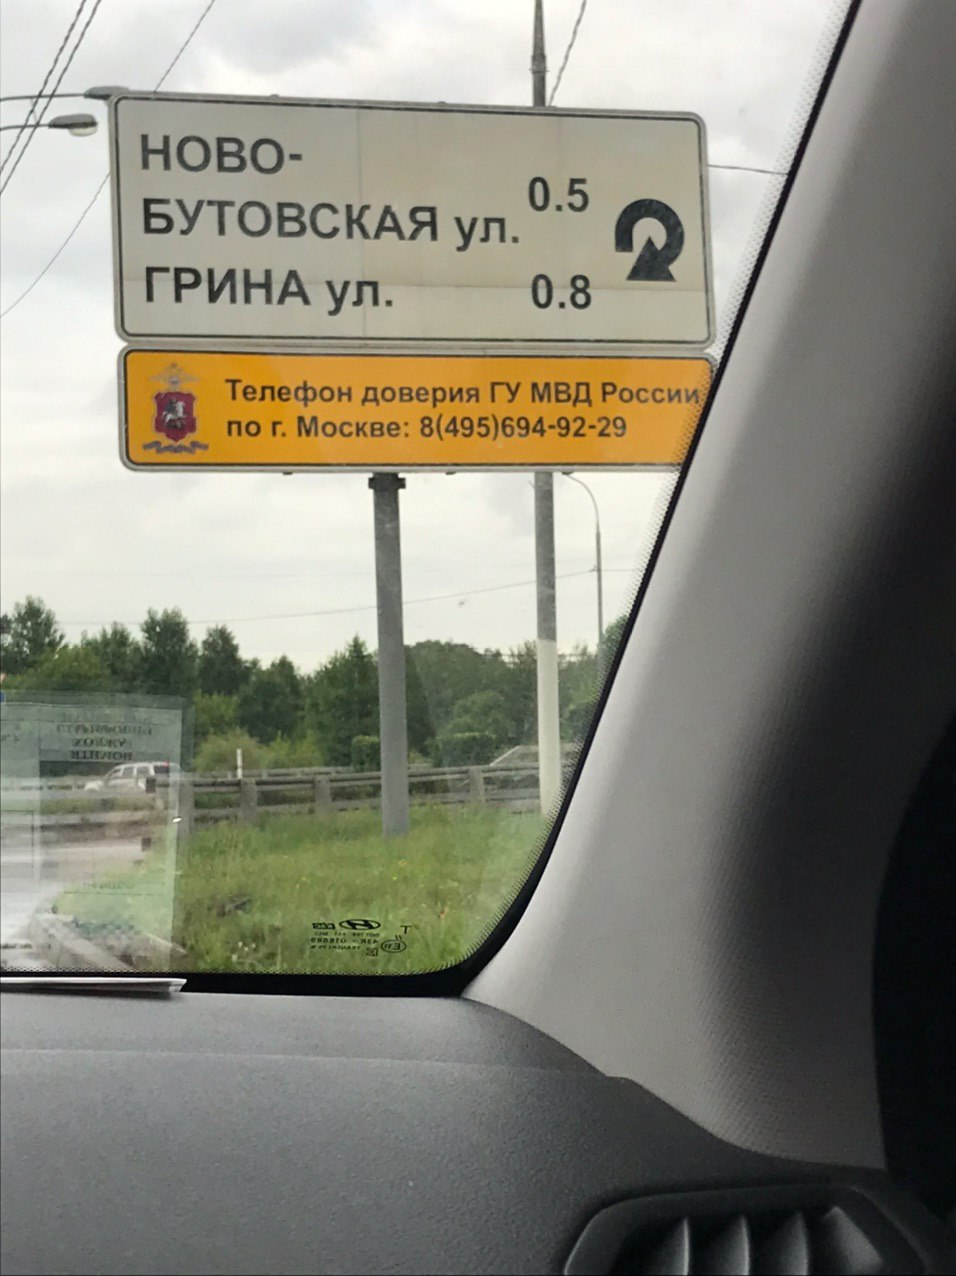 НОВО-
БУТОВСКАЯ ул. 0.5
ГРИНА ул. 0.8
Телефон доверия ГУ МВД России
по г. Москве: 8(495)694-92-29